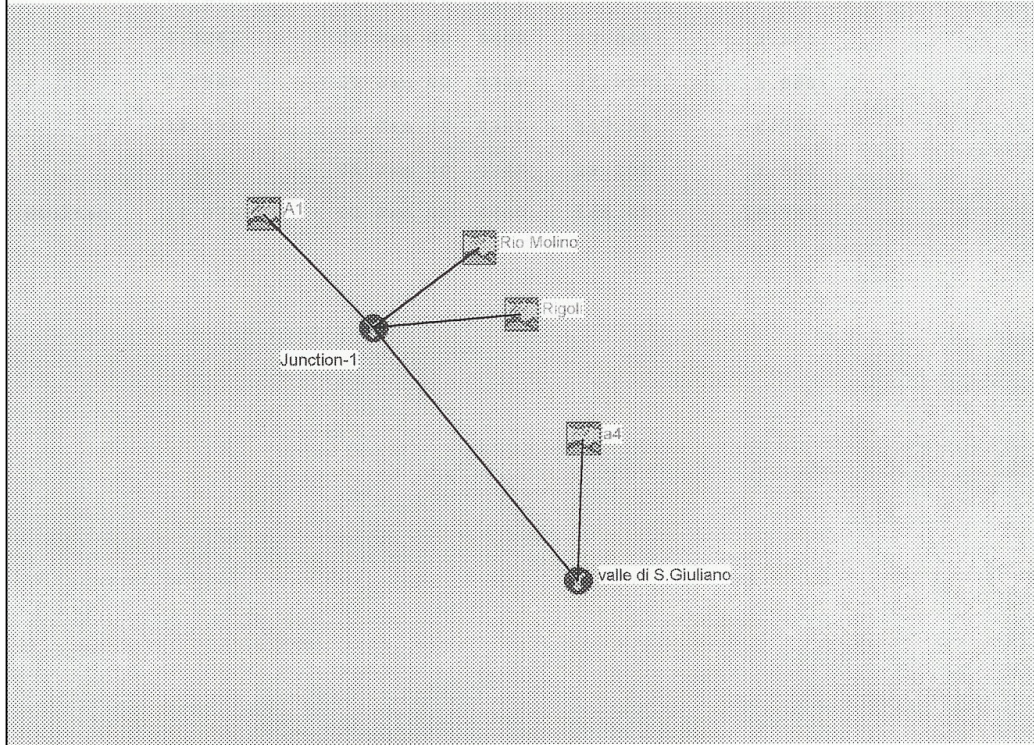 A1
Rio Molino
Rigoli
Junction-1
a4
valle di S.Giuliano